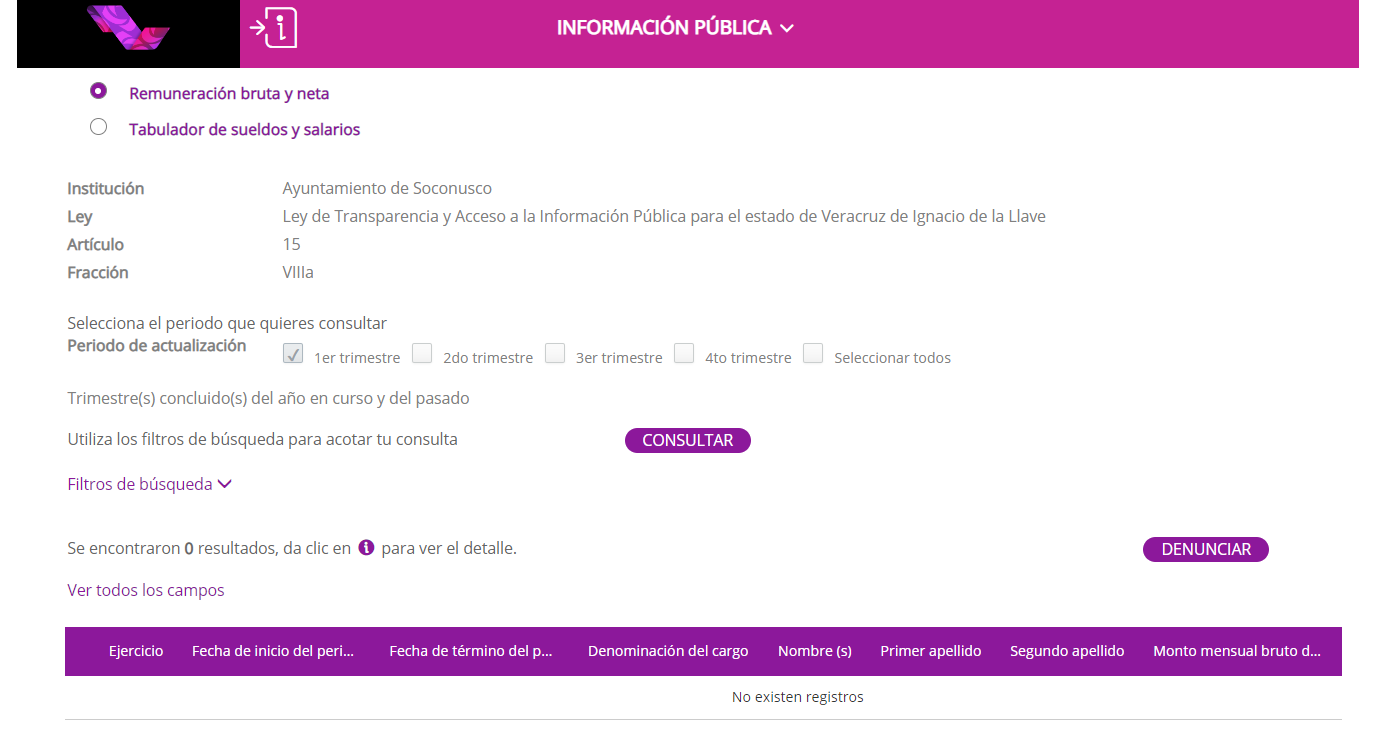 INFORMACIÓN PÚBLICA
Remuneración bruta y neta
Tabulador de sueldos y salarios
Institución Ayuntamiento de Soconusco
Ley Ley de Transparencia y Acceso a la Información Pública para el estado de Veracruz de Ignacio de la Llave
Artículo 15
Fracción VIIIa
Selecciona el periodo que quieres consultar
Periodo de actualización 1er trimestre 2do trimestre 3er trimestre 4to trimestre Seleccionar todos
Trimestre(s) concluido(s) del año en curso y del pasado
Utiliza los filtros de búsqueda para acotar tu consulta CONSULTAR
Filtros de búsqueda
Se encontraron 0 resultados, da clic en i para ver el detalle. DENUNCIAR
Ver todos los campos
Ejercicio Fecha de inicio del peri... Fecha de término del p... Denominación del cargo Nombre (s) Primer apellido Segundo apellido Monto mensual bruto d...
No existen registros